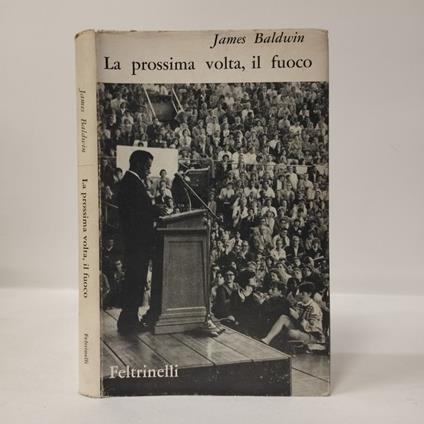 James Baldwin
La prossima volta, il fuoco
Feltrinelli
James Baldwin
La prossima volta, il fuoco
Feltrinelli